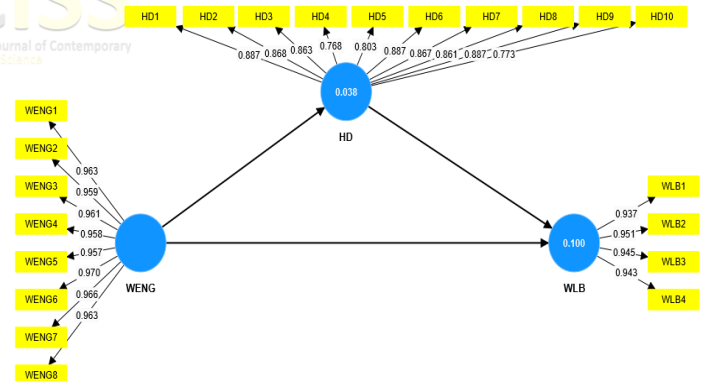 HD1 HD2 HD3 HD4 HD5 HD6 HD7 HD8 HD9 HD10
urnal of Contemporary
Science
0.887 0.868 0.863 0.768 0.803 0.887 0.867 0.861 0.887 0.773
0.038
HD
WENG1
WENG2
WENG3
WENG4
WENG5
WENG6
WENG7
WENG8
0.963
0.959
0.961
0.958
0.957
0.970
0.966
0.963
WENG
0.100
WLB
0.937
0.951
0.945
0.943
WLB1
WLB2
WLB3
WLB4